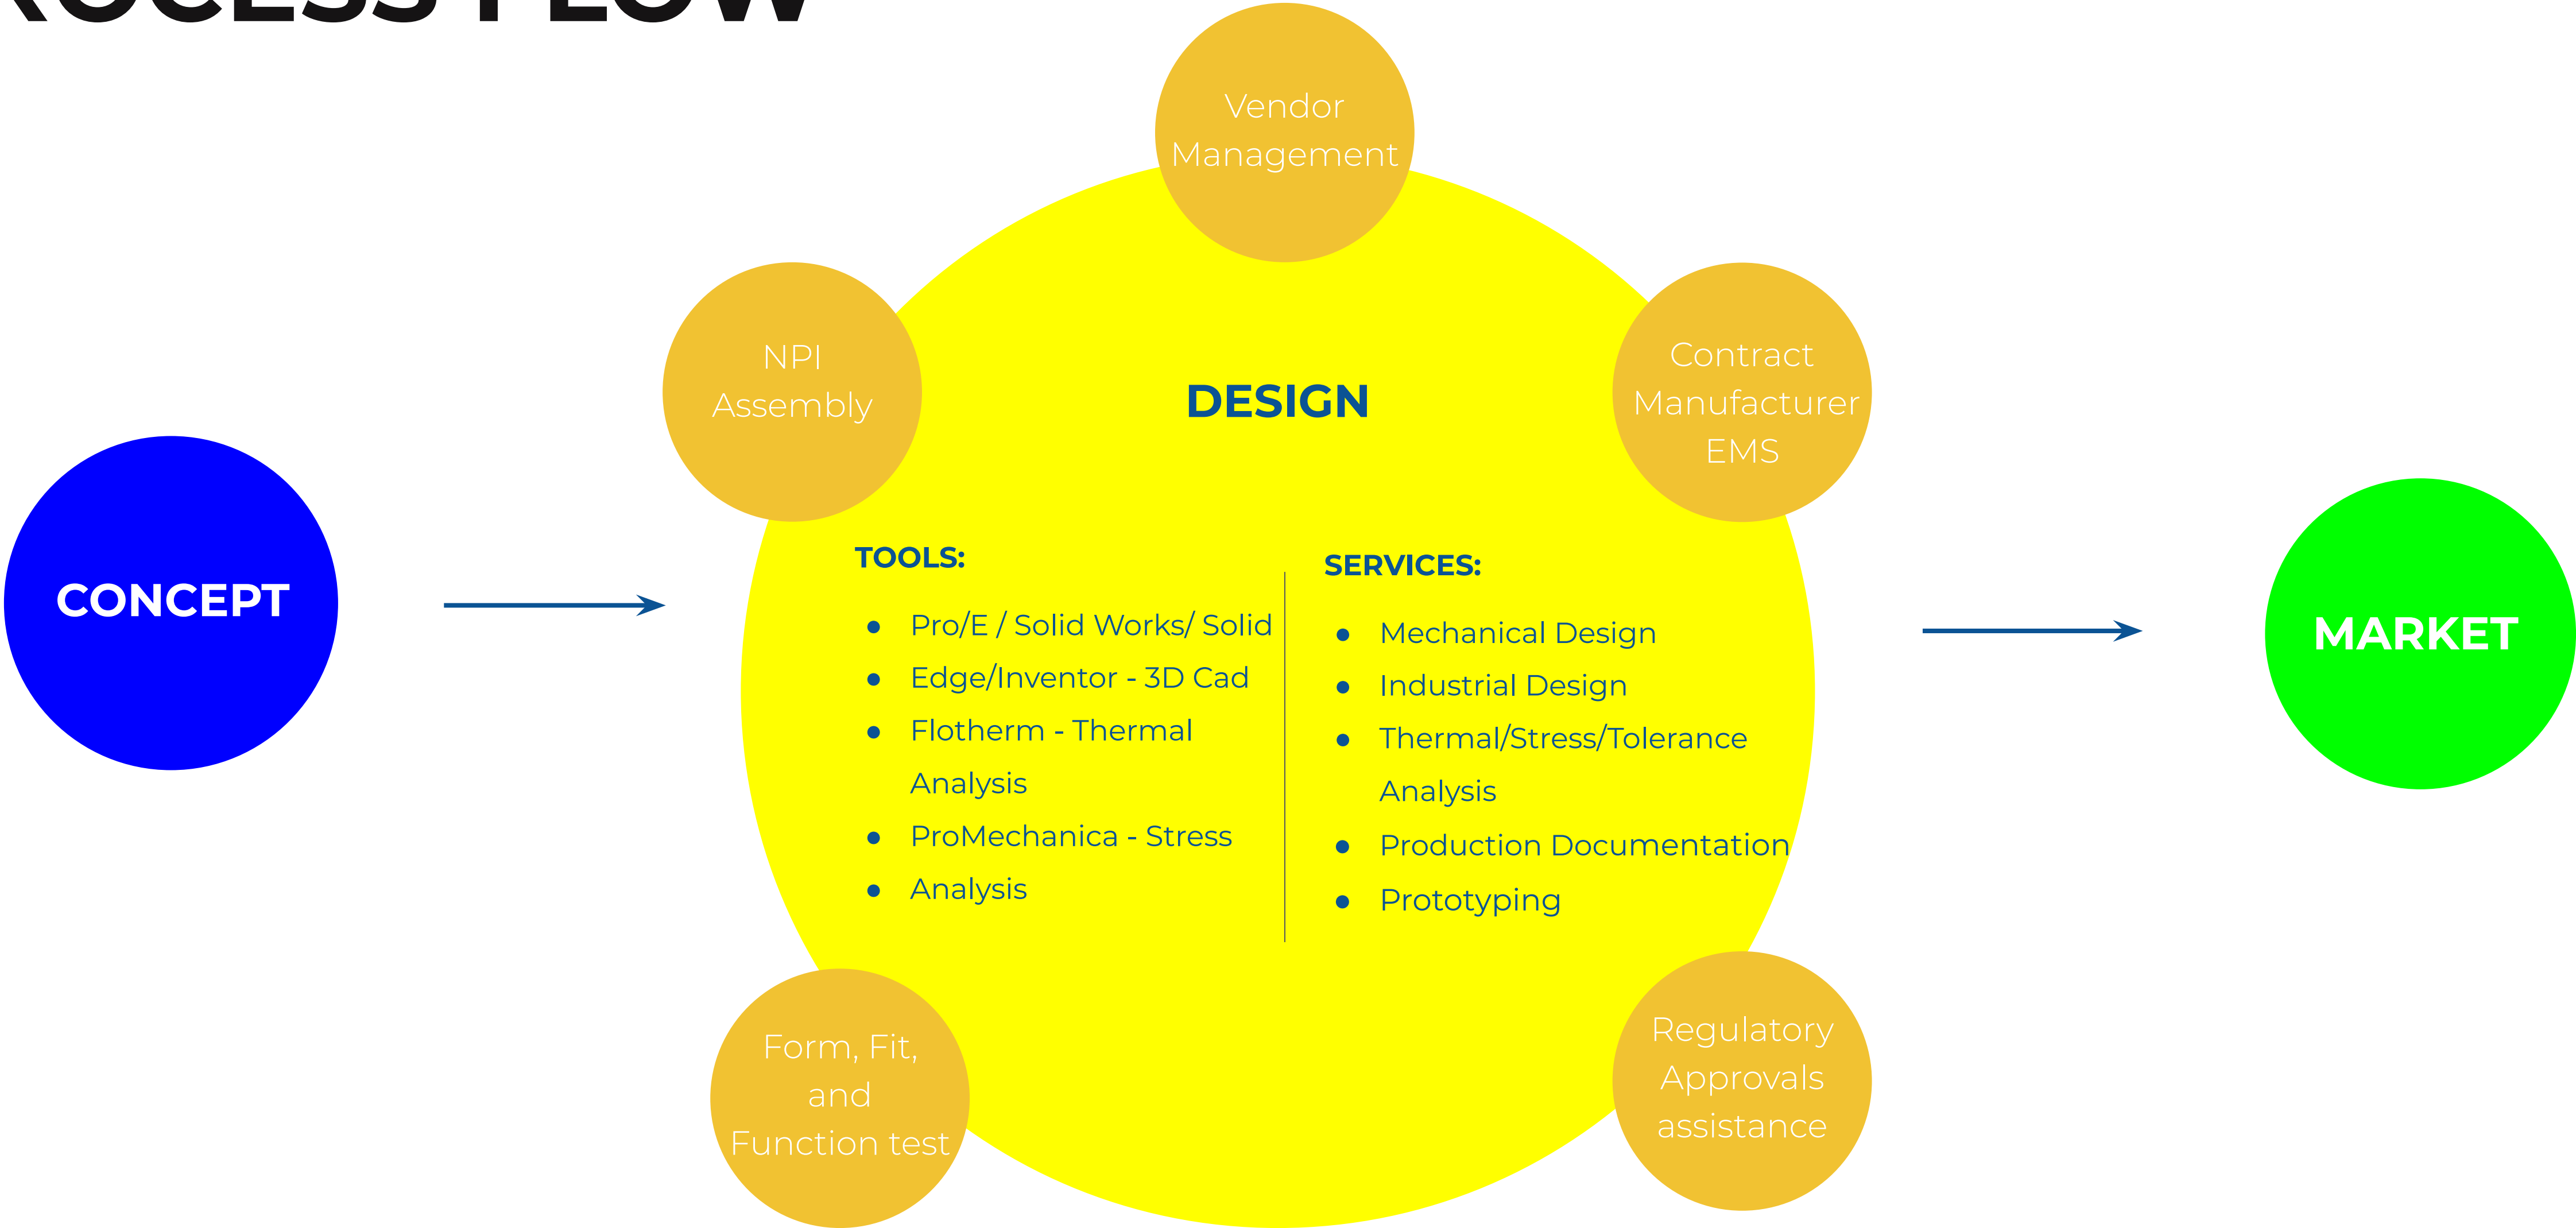 ROCESS FLOW
Vendor
Management
NPI
Assembly
Contract
Manufacturer
EMS
DESIGN
CONCEPT
MARKET
TOOLS:
Pro/E / Solid Works/ Solid
Edge/Inventor - 3D Cad
Flotherm - Thermal
Analysis
ProMechanica - Stress
Analysis
SERVICES:
Mechanical Design
Industrial Design
Thermal/Stress/Tolerance
Analysis
Production Documentation
Prototyping
Form, Fit,
and
Function test
Regulatory
Approvals
assistance